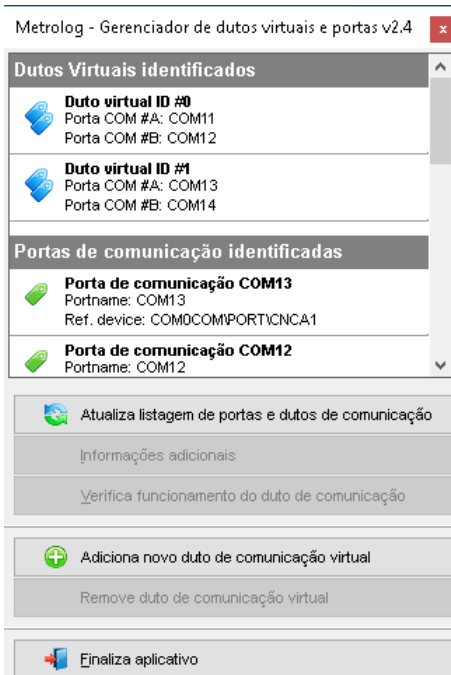 Metrolog - Gerenciador de dutos virtuais e portas v2.4
x
Dutos Virtuais identificados
Duto virtual ID #0
Porta COM #A: COM11
Porta COM #B: COM12
Duto virtual ID #1
Porta COM #A: COM13
Porta COM #B: COM14
Portas de comunicação identificadas
Porta de comunicação COM13
Portname: COM13
Ref. device: COM0COM\PORT\CNCA1
Porta de comunicação COM12
Portname: COM12
Atualiza listagem de portas e dutos de comunicação
Informações adicionais
Verifica funcionamento do duto de comunicação
Adiciona novo duto de comunicação virtual
Remove duto de comunicação virtual
Finaliza aplicativo